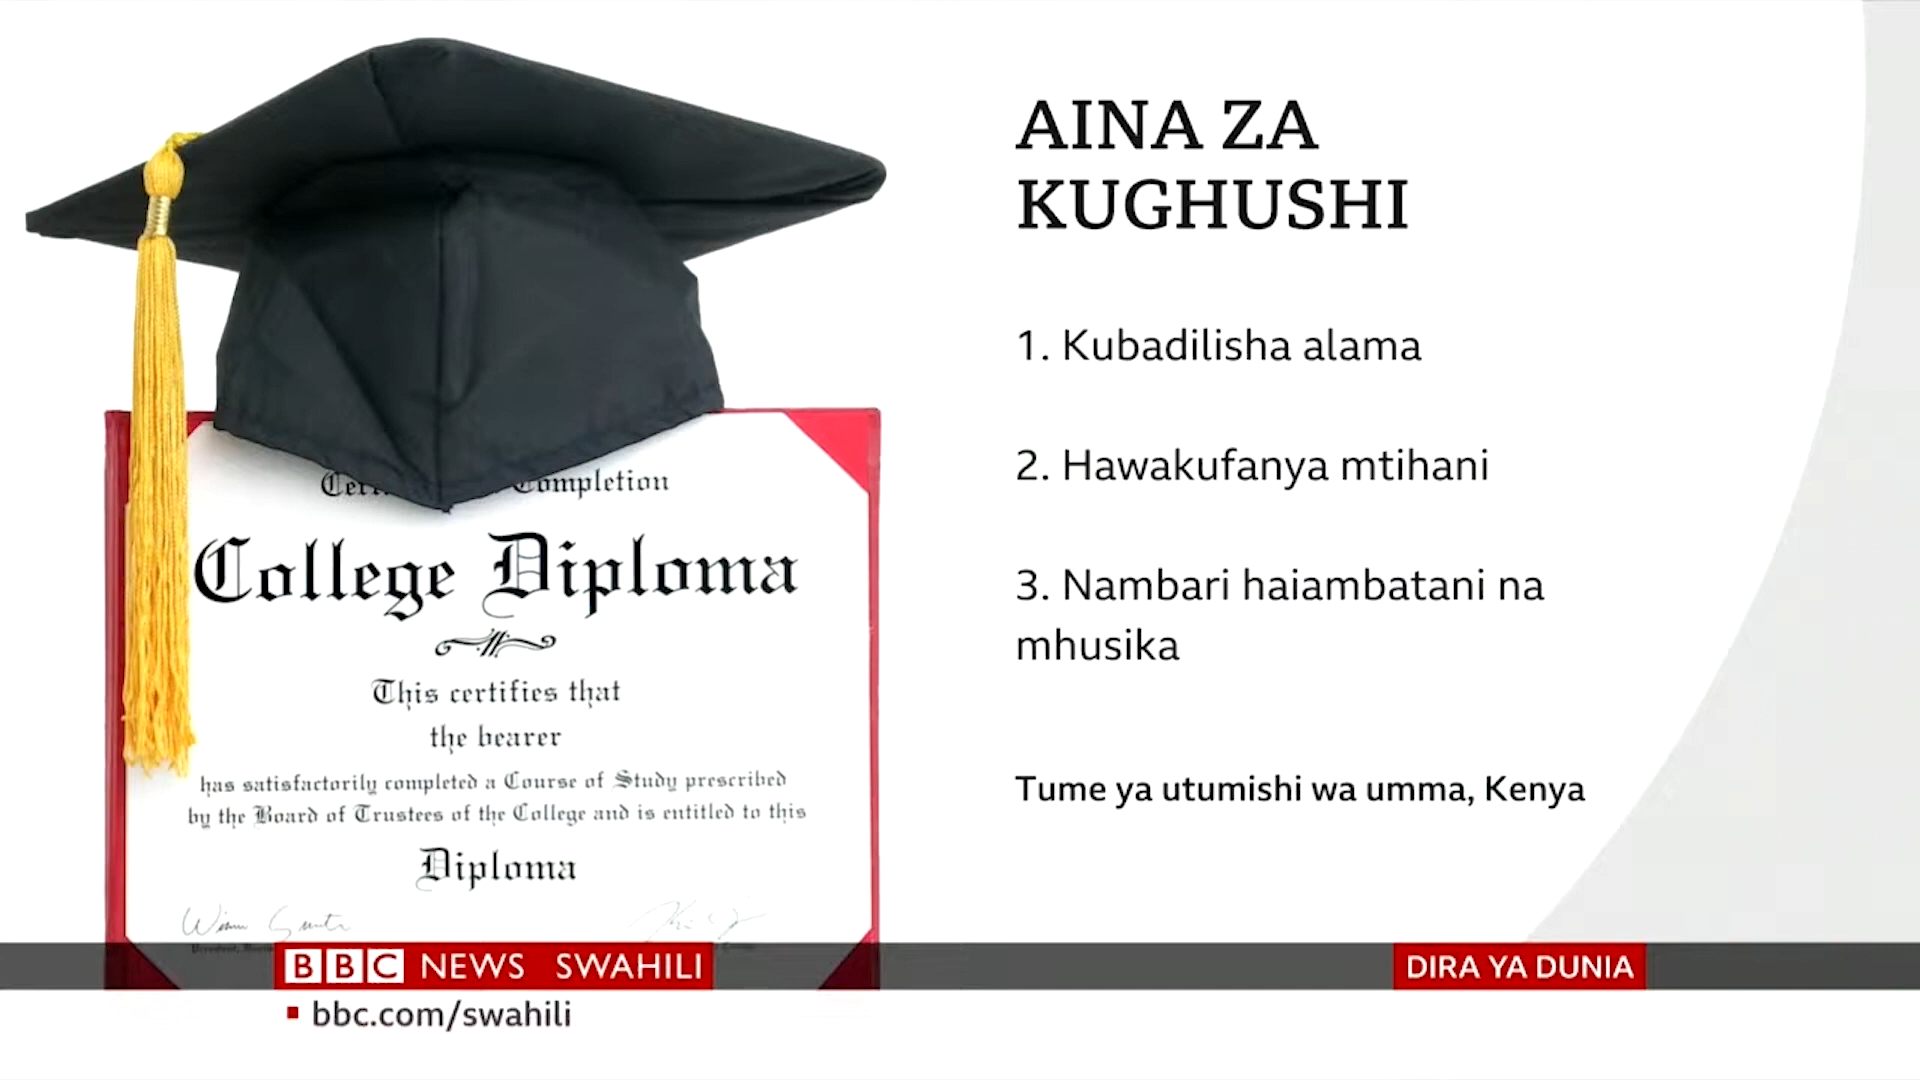 AINA ZA
KUGHUSHI
1. Kubadilisha alama
2. Hawakufanya mtihani
3. Nambari haiambatani na
mhusika
Tume ya utumishi wa umma, Kenya
Completion
College Diploma
This certifies that
the bearer
has satisfactorily completed a Course of Study prescribed
by the Board of Trustees of the College and is entitled to this
Diploma
BBC NEWS SWAHILI
DIRA YA DUNIA
bbc.com/swahili